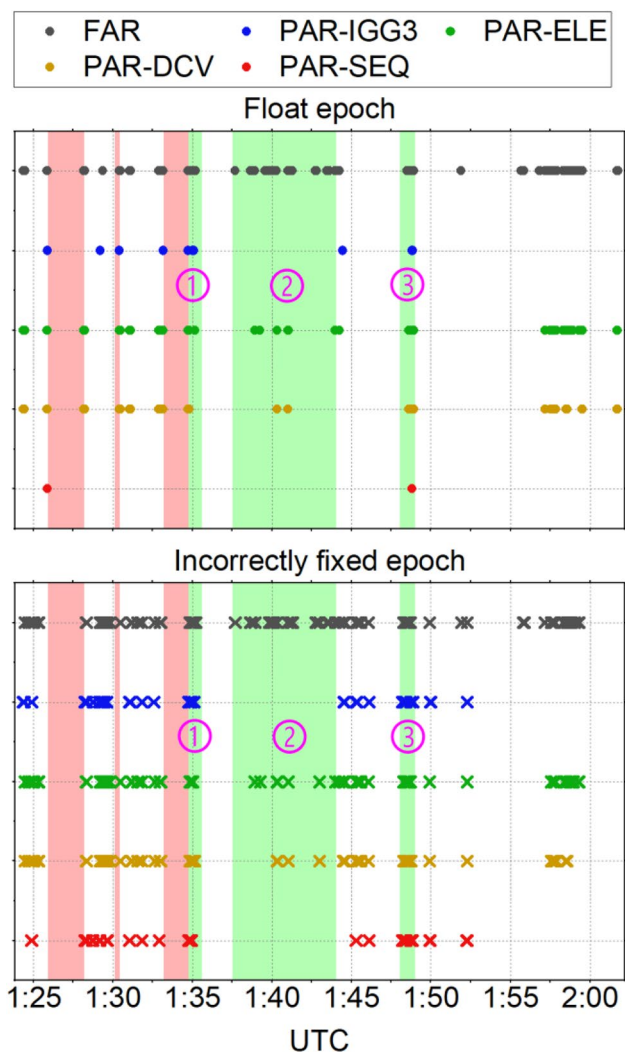 FAR PAR-IGG3 PAR-ELE
PAR-DCV PAR-SEQ
Float epoch
1 2 3
Incorrectly fixed epoch
1 2 3
1:25 1:30 1:35 1:40 1:45 1:50 1:55 2:00
UTC